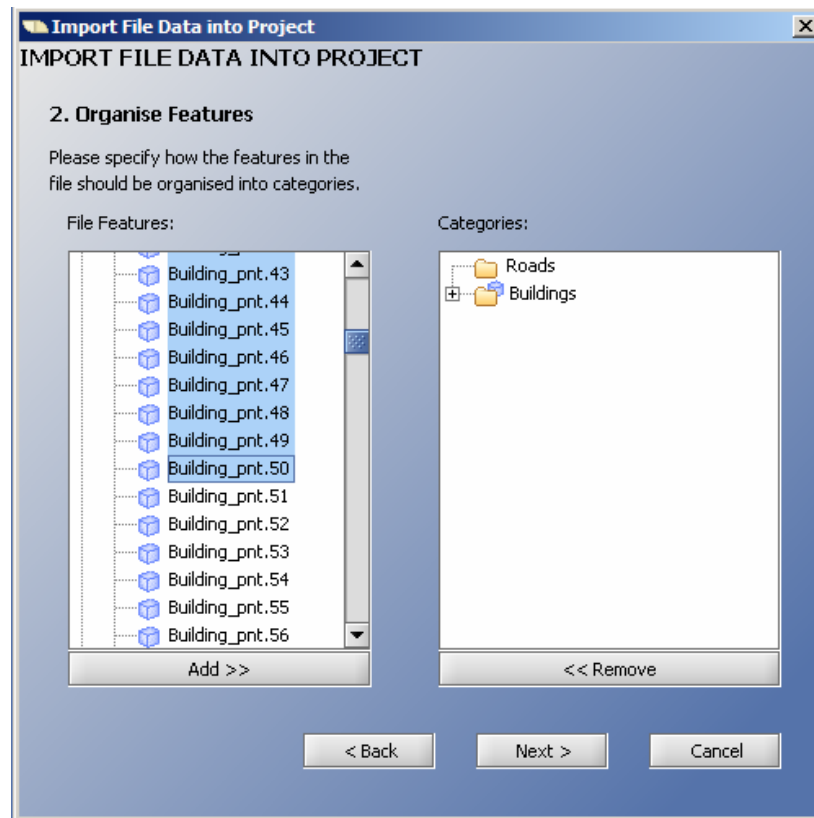 Import File Data into Project
IMPORT FILE DATA INTO PROJECT
2. Organise Features
Please specify how the features in the
file should be organised into categories.
File Features:
Categories:
Building_pnt.43
Building_pnt.44
Building_pnt.45
Building_pnt.46
Building_pnt.47
Building_pnt.48
Building_pnt.49
Building_pnt.50
Building_pnt.51
Building_pnt.52
Building_pnt.53
Building_pnt.54
Building_pnt.55
Building_pnt.56
Roads
Buildings
Add >>
<< Remove
< Back
Next >
Cancel